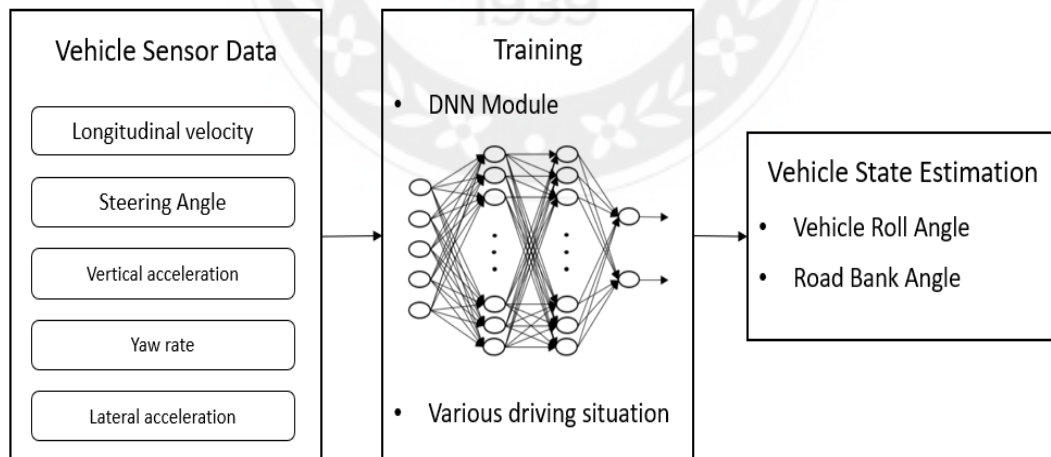 1939
Vehicle Sensor Data
Longitudinal velocity
Steering Angle
Vertical acceleration
Yaw rate
Lateral acceleration
Training
• DNN Module
• Various driving situation
Vehicle State Estimation
• Vehicle Roll Angle
• Road Bank Angle